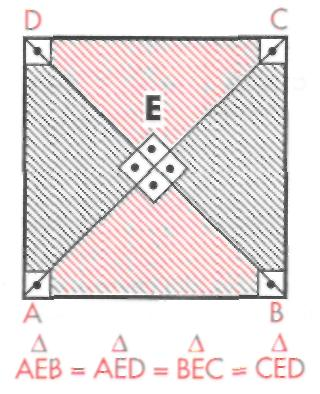 D C
E
A B
Δ Δ Δ Δ
AEB = AED = BEC = CED